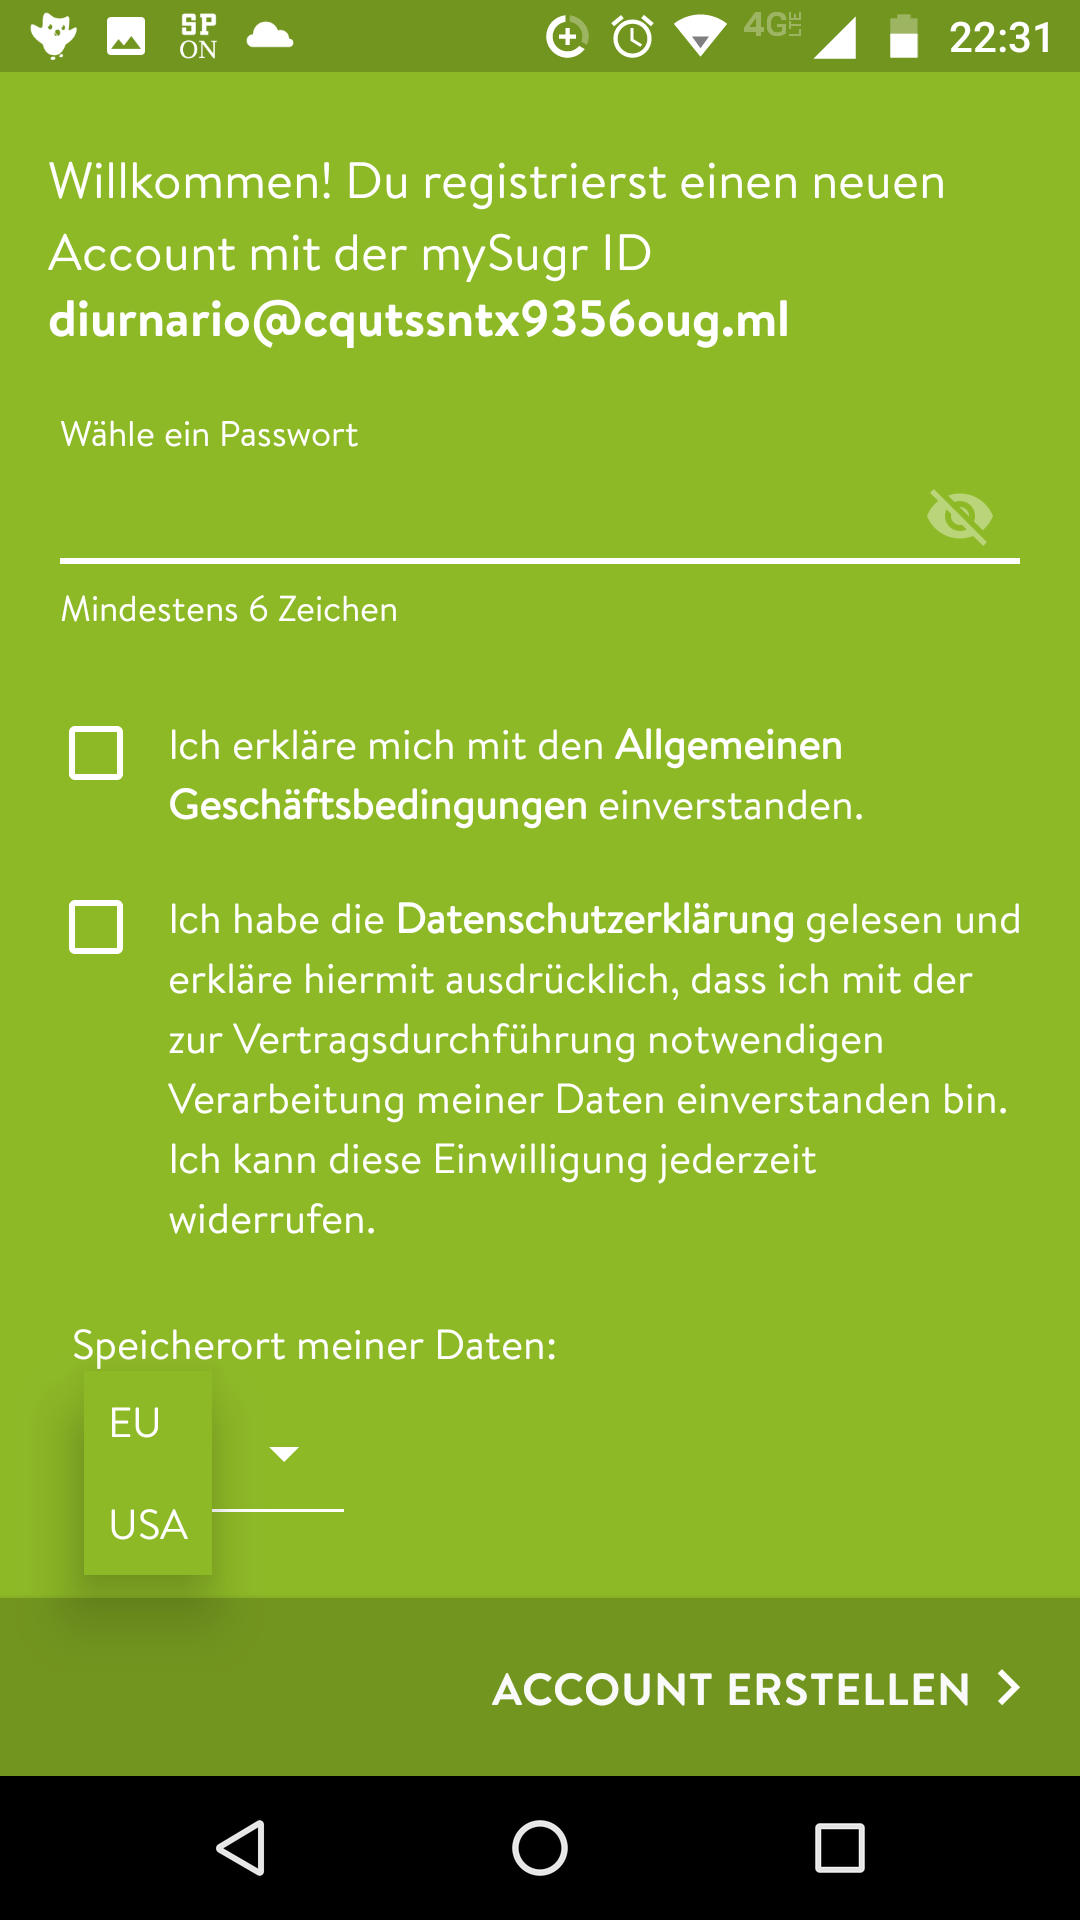 SP
ON
4G LTE
22:31
Willkommen! Du registrierst einen neuen
Account mit der mySugr ID
diurnario@cqutssntx9356oug.ml
Wähle ein Passwort
Mindestens 6 Zeichen
Ich erkläre mich mit den Allgemeinen
Geschäftsbedingungen einverstanden.
Ich habe die Datenschutzerklärung gelesen und
erkläre hiermit ausdrücklich, dass ich mit der
zur Vertragsdurchführung notwendigen
Verarbeitung meiner Daten einverstanden bin.
Ich kann diese Einwilligung jederzeit
widerrufen.
Speicherort meiner Daten:
EU
USA
ACCOUNT ERSTELLEN